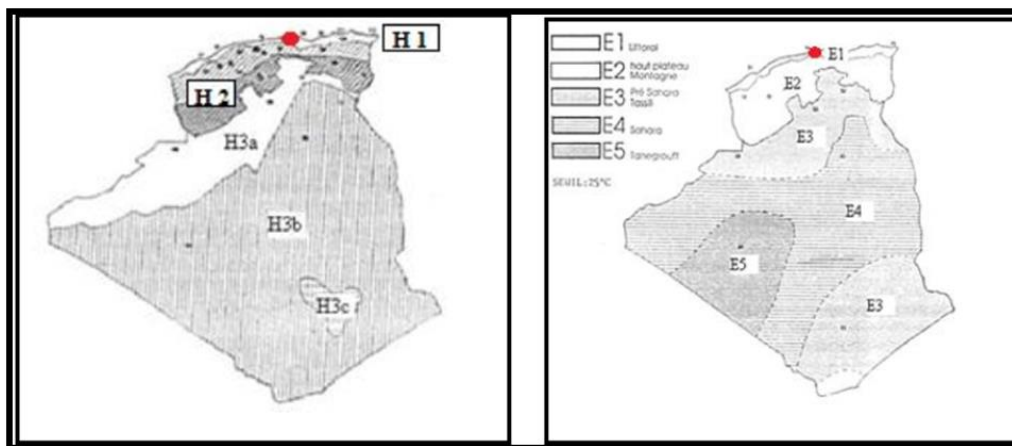 H 1
H 2
H3a
H3b
H3c
E1 Littoral
E2 haut plateau
Montagne
E3 Pré Sahara
Tassili
E4 Sahara
E5 Tanezrouft
SEUIL:25°C
E1
E2
E3
E4
E5
E3